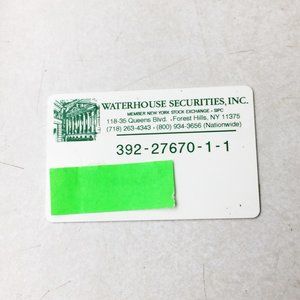 WATERHOUSE SECURITIES, INC.
MEMBER NEW YORK STOCK EXCHANGE · SIPC
118-35 Queens Blvd. · Forest Hills, NY 11375
(718) 263-4343 · (800) 934-3656 (Nationwide)
392-27670-1-1